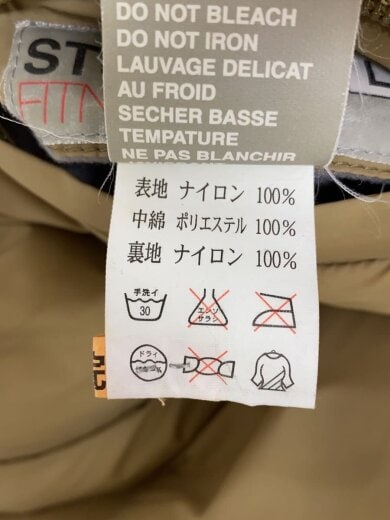 DO NOT BLEACH
DO NOT IRON
LAUVAGE DELICAT
AU FROID
SECHER BASSE
TEMPATURE
NE PAS BLANCHIR
ST
FITN
表地 ナイロン 100%
中綿 ポリエステル 100%
裏地 ナイロン 100%
手洗イ
30
エンソ
サラシ
ドライ